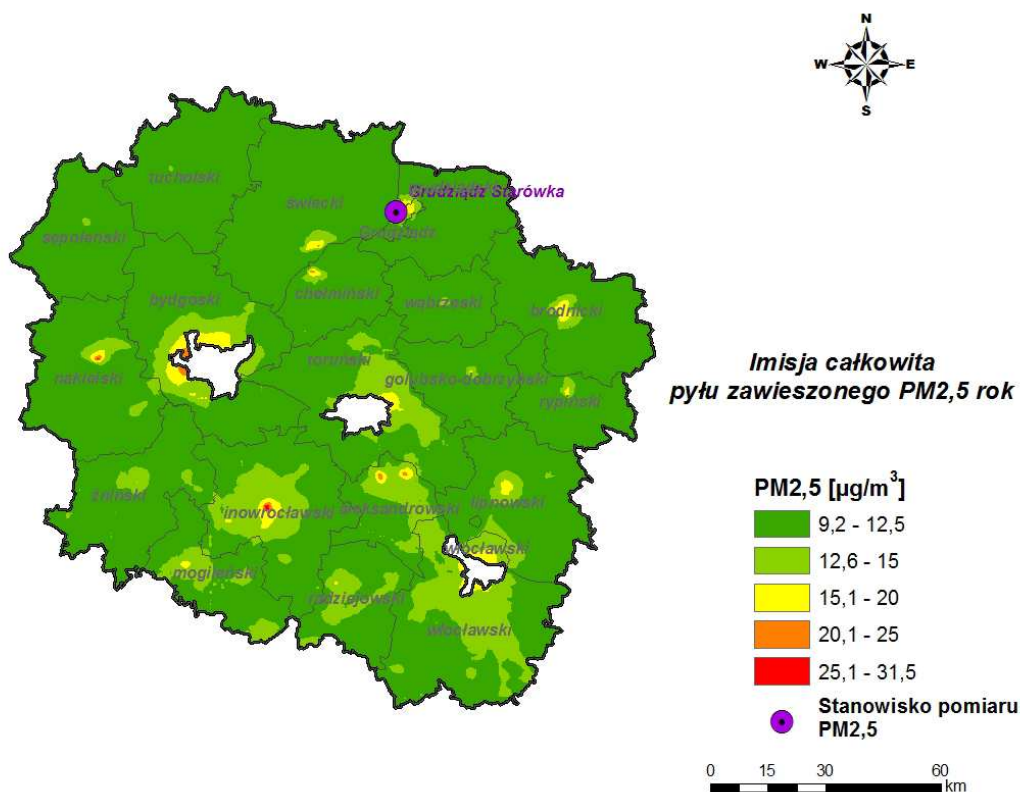 N
W E
S
tucholski
Grudziądz Starówka
świecki
Grudziądz
sępoleński
bydgoski
chełmiński
wąbrzeski
brodnicki
toruński
golubsko-dobrzyński
nakielski
rypiński
żniński
inowrocławski
aleksandrowski
lipnowski
włocławski
mogileński
radziejowski
włocławski
Imisja całkowita
pyłu zawieszonego PM2,5 rok
PM2,5 [µg/m³]
9,2 - 12,5
12,6 - 15
15,1 - 20
20,1 - 25
25,1 - 31,5
Stanowisko pomiaru
PM2,5
0 15 30 60
km